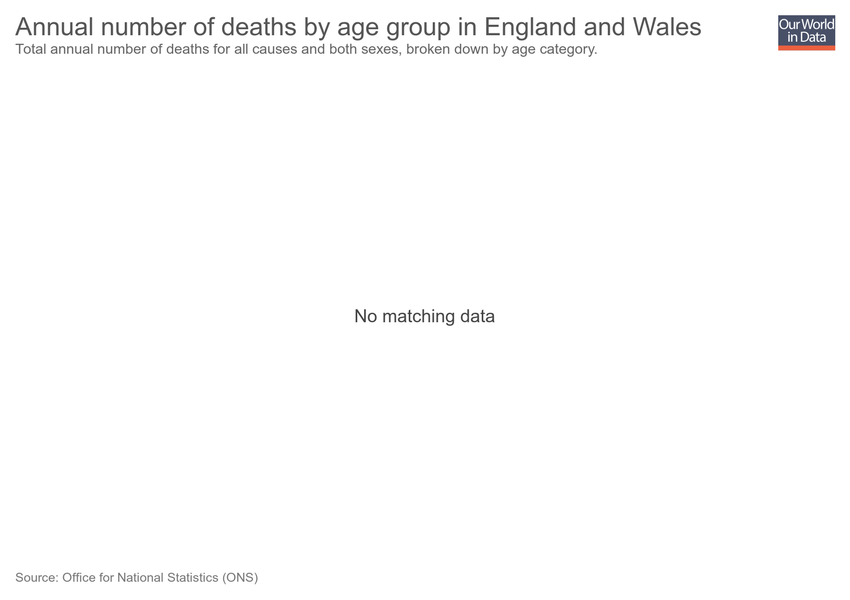 Annual number of deaths by age group in England and Wales
Total annual number of deaths for all causes and both sexes, broken down by age category.
Our World
in Data
No matching data
Source: Office for National Statistics (ONS)